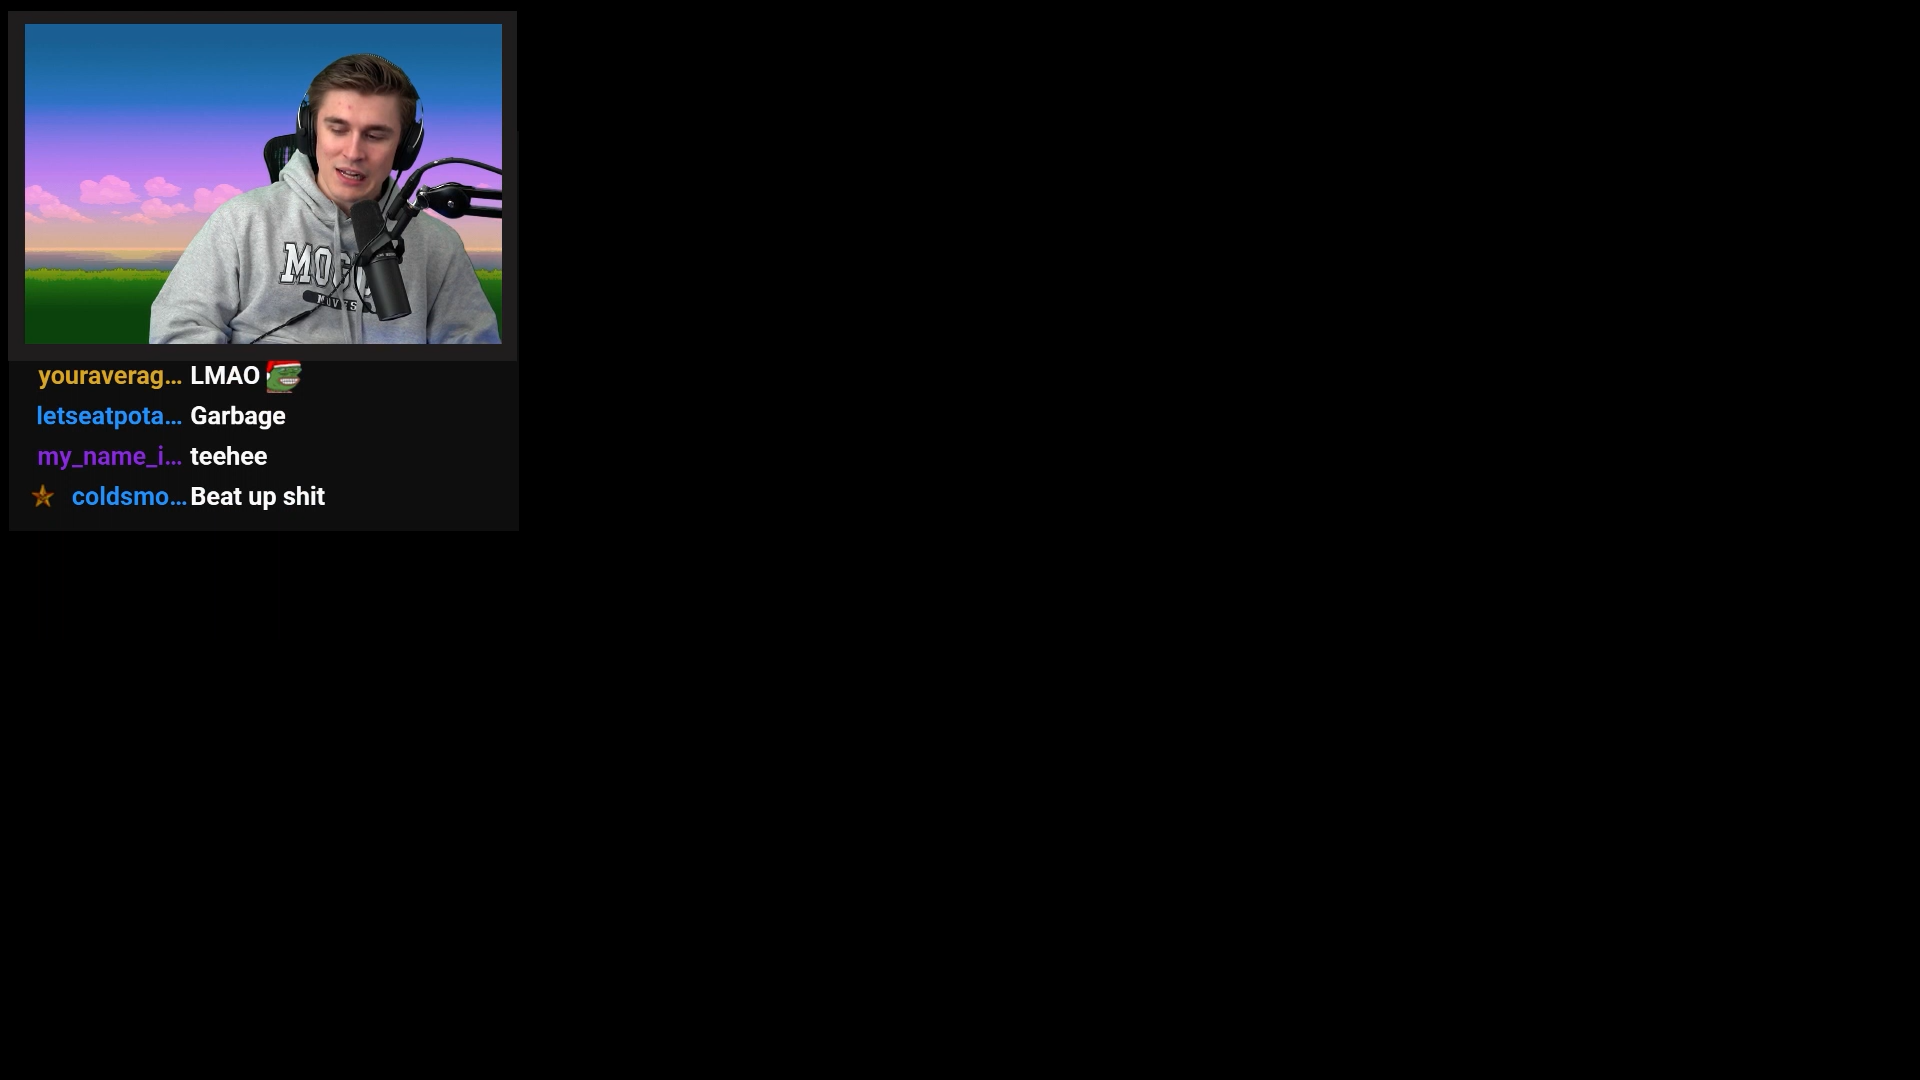 youraverag... LMAO
letseatpota... Garbage
my_name_i... teehee
coldsmo... Beat up shit